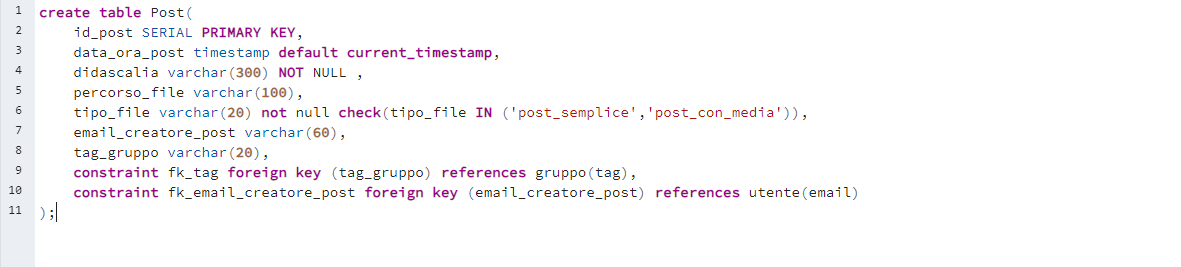 1 create table Post(
2 id_post SERIAL PRIMARY KEY,
3 data_ora_post timestamp default current_timestamp,
4 didascalia varchar(300) NOT NULL ,
5 percorso_file varchar(100),
6 tipo_file varchar(20) not null check(tipo_file IN ('post_semplice','post_con_media')),
7 email_creatore_post varchar(60),
8 tag_gruppo varchar(20),
9 constraint fk_tag foreign key (tag_gruppo) references gruppo(tag),
10 constraint fk_email_creatore_post foreign key (email_creatore_post) references utente(email)
11 );